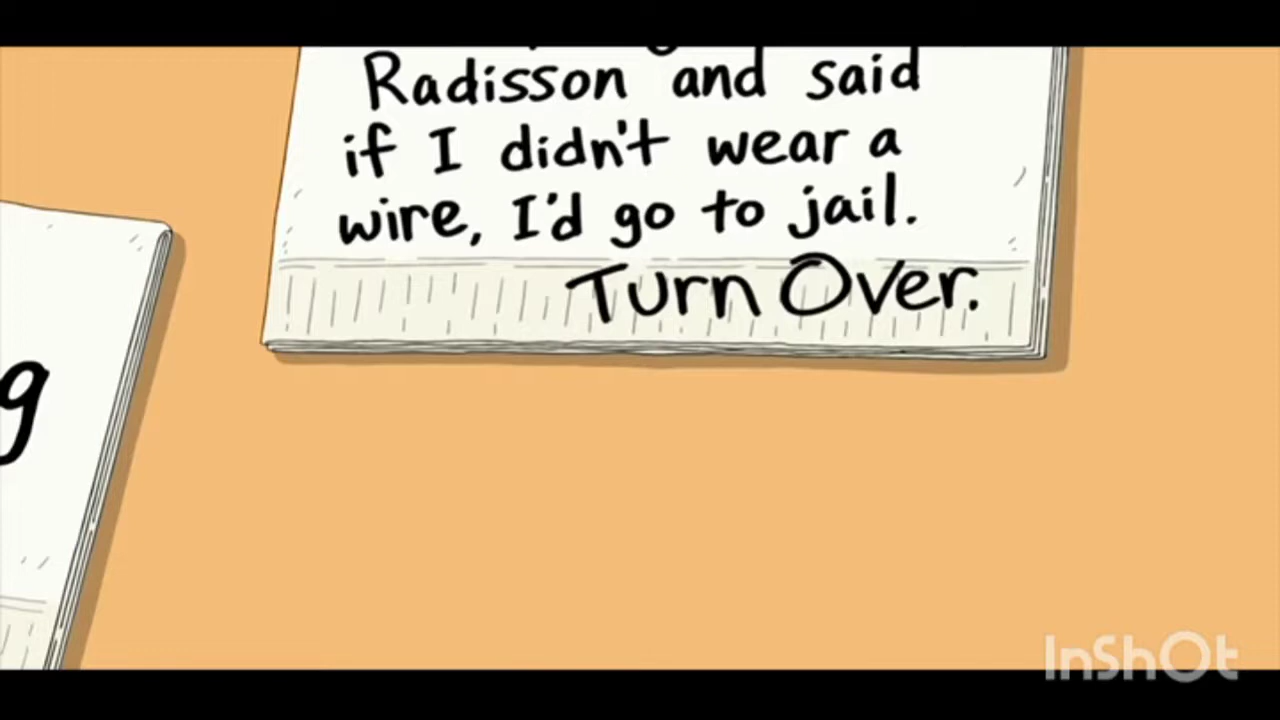 Radisson and said
if I didn't wear a
wire, I'd go to jail.
Turn Over.
g
InShOt